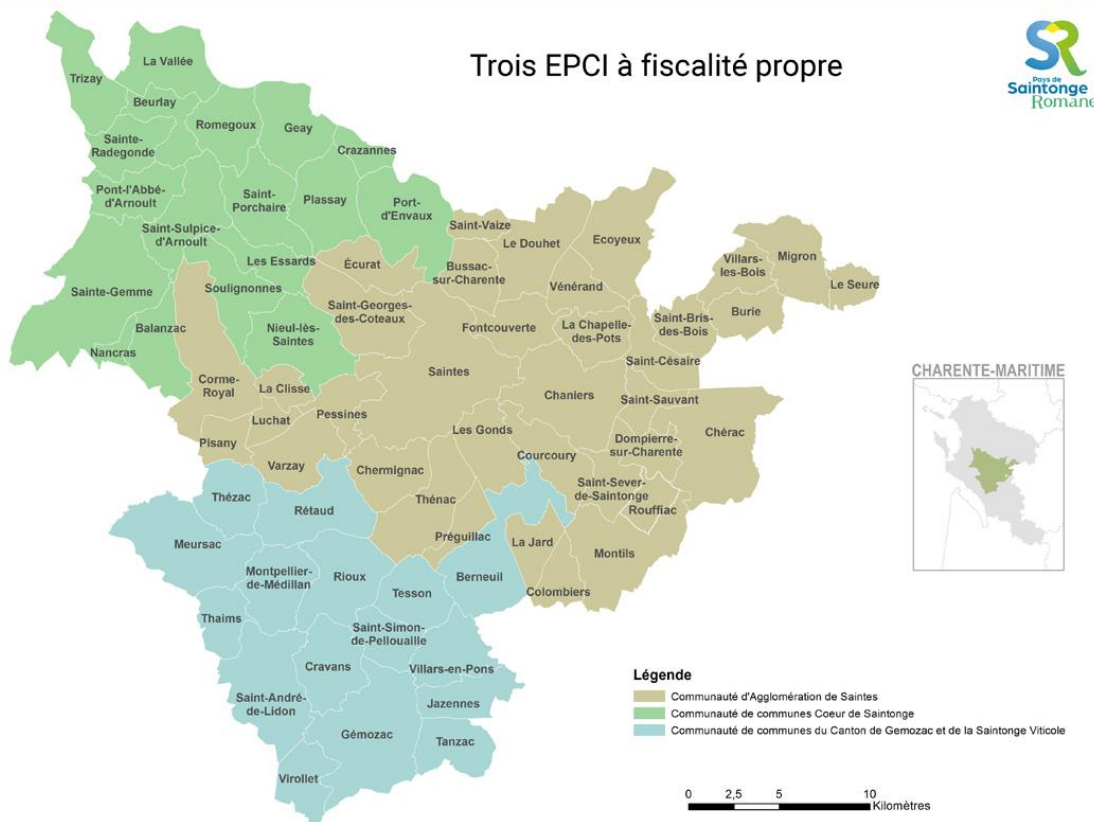 Trois EPCI à fiscalité propre
SR
Pays de
Saintonge
Romane
La Vallée
Trizay
Beurlay
Romegoux
Geay
Sainte-
Radegonde
Crazannes
Pont-l'Abbé-
d'Arnoult
Saint-
Porchaire
Plassay
Port-
d'Envaux
Saint-Sulpice-
d'Arnoult
Saint-Vaize
Le Douhet
Ecoyeux
Les Essards
Écurat
Bussac-
sur-Charente
Villars-
les-Bois
Migron
Le Seure
Sainte-Gemme
Soulignonnes
Vénérand
Saint-Georges-
des-Coteaux
Burie
Balanzac
Nieul-lès-
Saintes
Fontcouverte
La Chapelle-
des-Pots
Saint-Bris-
des-Bois
Nancras
Saint-Césaire
Corme-
Royal
La Clisse
Saintes
Chaniers
Saint-Sauvant
Luchat
Pessines
Les Gonds
Chérac
Pisany
Dompierre-
sur-Charente
Varzay
Chermignac
Courcoury
Thézac
Rétaud
Thénac
Saint-Sever-
de-Saintonge
Rouffiac
Meursac
Préguillac
La Jard
Montils
Montpellier-
de-Médillan
Rioux
Berneuil
Tesson
Colombiers
Thaims
Saint-Simon-
de-Pellouaille
Cravans
Villars-en-Pons
Saint-André-
de-Lidon
Jazennes
Gémozac
Tanzac
Virollet
CHARENTE-MARITIME
Légende
Communauté d'Agglomération de Saintes
Communauté de communes Coeur de Saintonge
Communauté de communes du Canton de Gemozac et de la Saintonge Viticole
0 2,5 5 10
Kilomètres